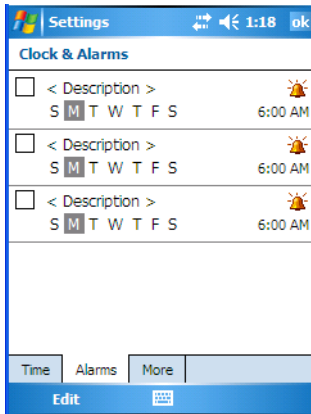 Settings 1:18 ok
Clock & Alarms
< Description >
S M T W T F S 6:00 AM
< Description >
S M T W T F S 6:00 AM
< Description >
S M T W T F S 6:00 AM
Time Alarms More
Edit